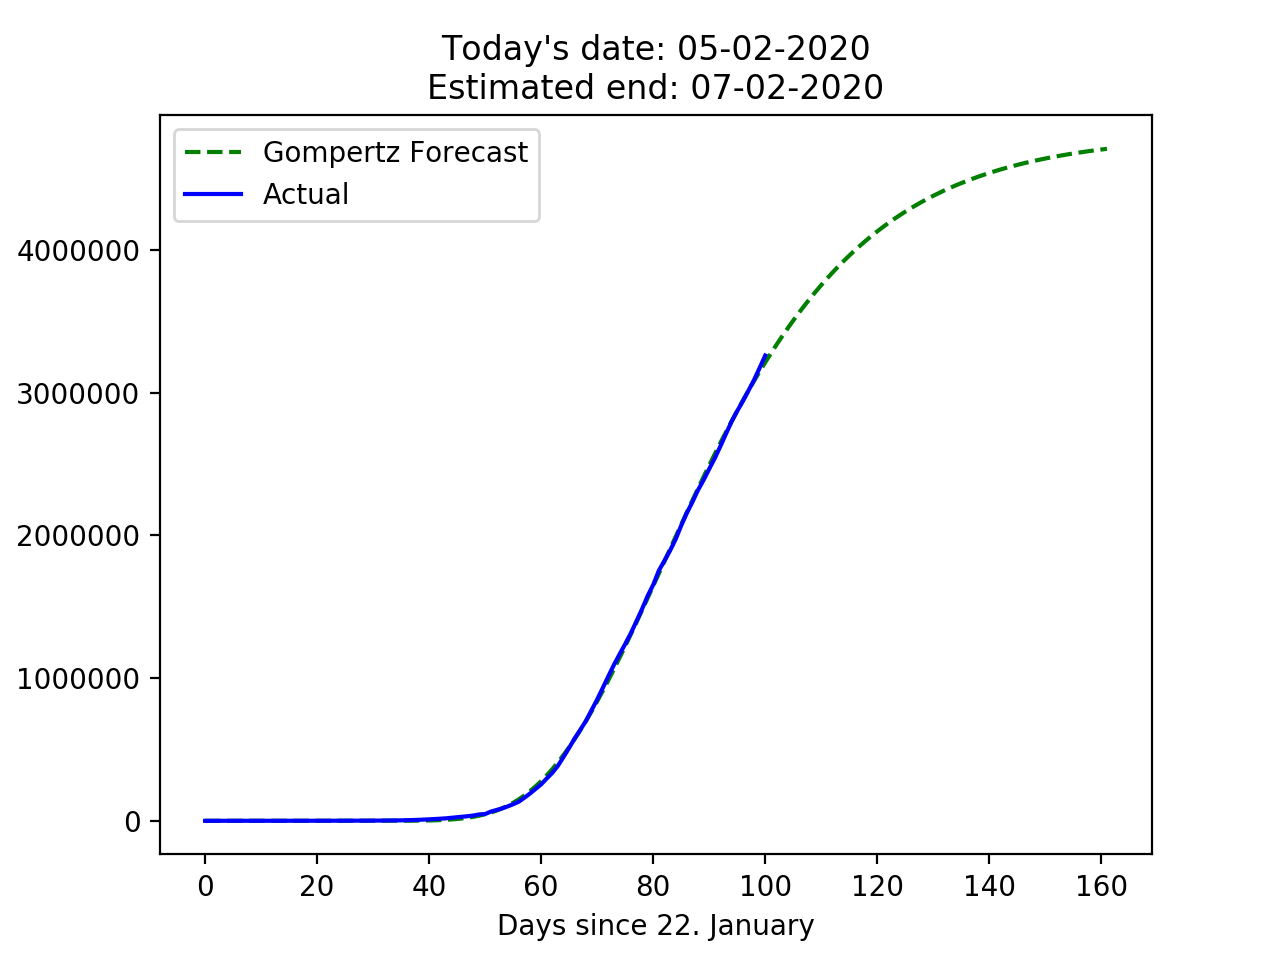 Today's date: 05-02-2020
Estimated end: 07-02-2020
Gompertz Forecast
Actual
4000000
3000000
2000000
1000000
0
0 20 40 60 80 100 120 140 160
Days since 22. January